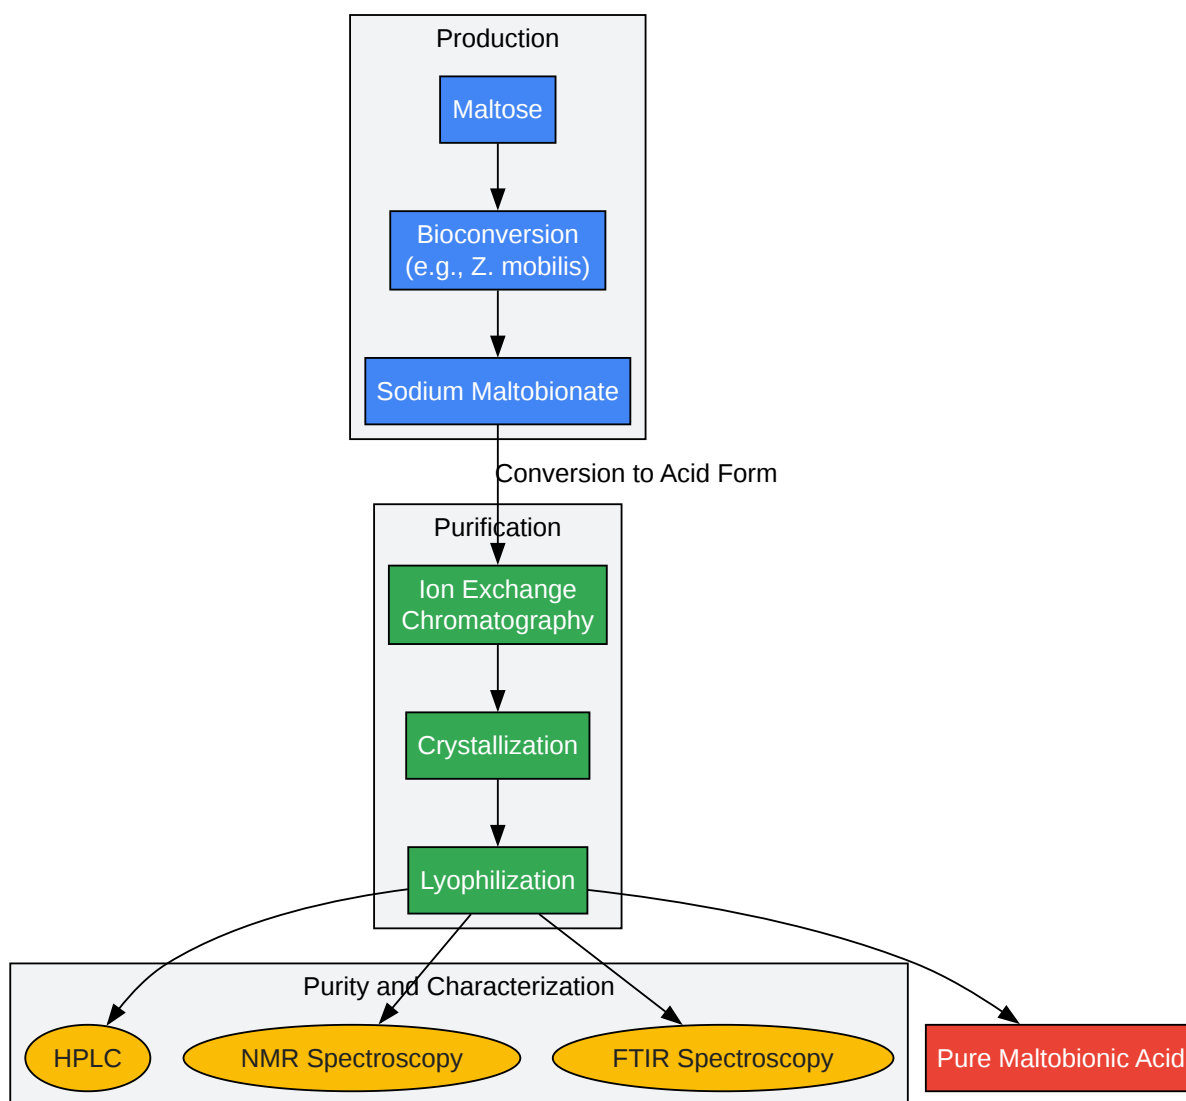 Production
Maltose
Bioconversion
(e.g., Z. mobilis)
Sodium Maltobionate
Conversion to Acid Form
Purification
Ion Exchange
Chromatography
Crystallization
Lyophilization
Purity and Characterization
HPLC
NMR Spectroscopy
FTIR Spectroscopy
Pure Maltobionic Acid